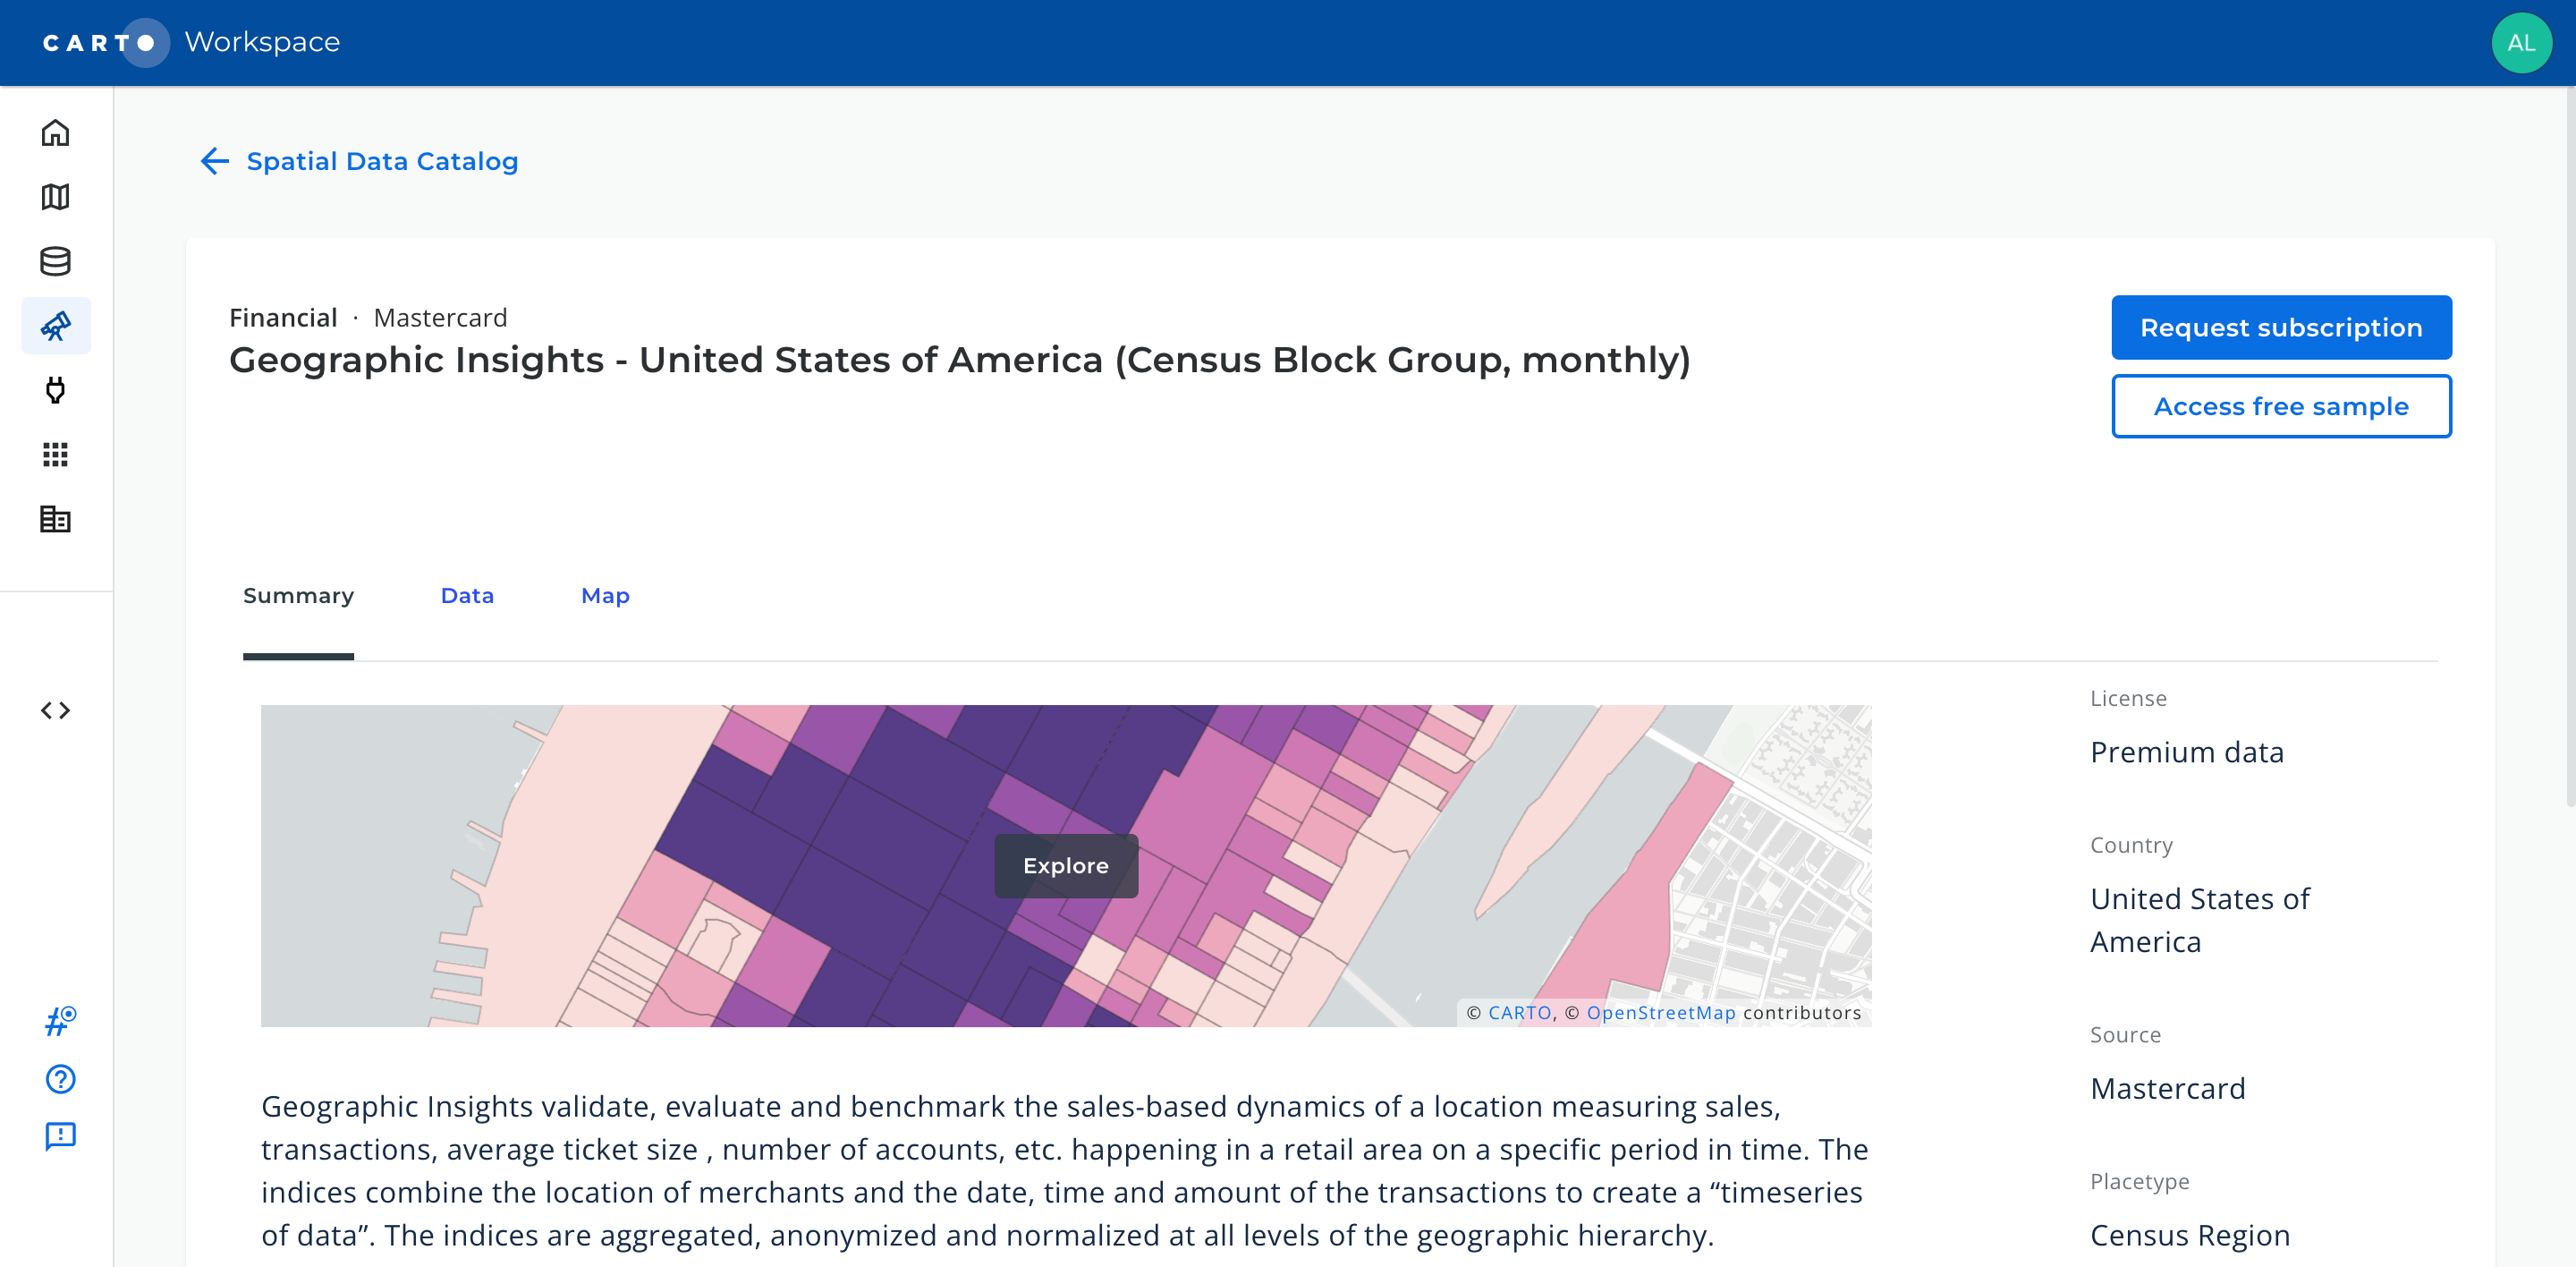 CARTO Workspace
AL
Spatial Data Catalog
Financial · Mastercard
Geographic Insights - United States of America (Census Block Group, monthly)
Request subscription
Access free sample
Summary
Data
Map
Explore
© CARTO, © OpenStreetMap contributors
Geographic Insights validate, evaluate and benchmark the sales-based dynamics of a location measuring sales,
transactions, average ticket size , number of accounts, etc. happening in a retail area on a specific period in time. The
indices combine the location of merchants and the date, time and amount of the transactions to create a “timeseries
of data”. The indices are aggregated, anonymized and normalized at all levels of the geographic hierarchy.
License
Premium data
Country
United States of
America
Source
Mastercard
Placetype
Census Region